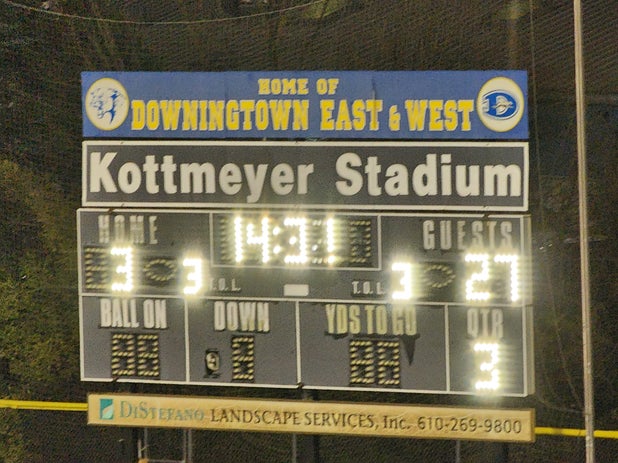 HOME OF
DOWNINGTOWN EAST & WEST
Kottmeyer Stadium
HOME 14:31 GUESTS
3 3 T.O.L. T.O.L. 3 27
BALL ON DOWN YDS TO GO QTR
3
DISTEFANO LANDSCAPE SERVICES, Inc. 610-269-9800